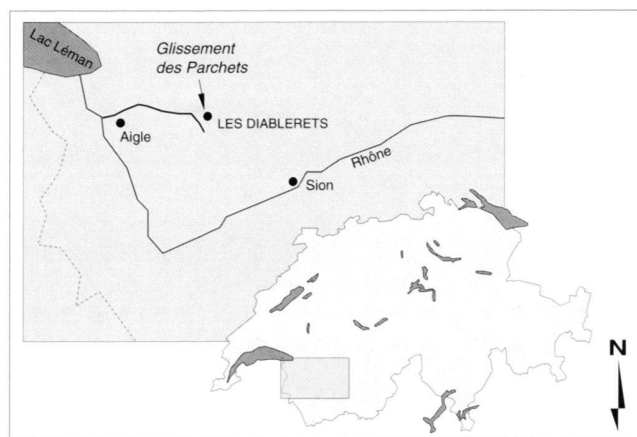 Lac Léman
Glissement
des Parchets
LES DIABLERETS
Aigle
Rhône
Sion
N